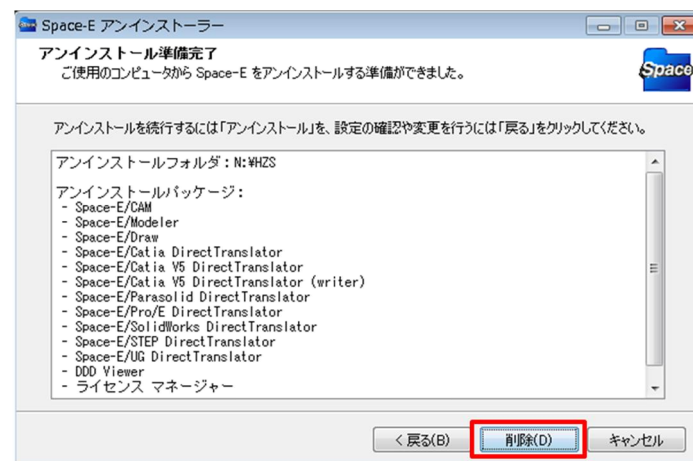 Space-E アンインストーラー
アンインストール準備完了
ご使用のコンピュータから Space-E をアンインストールする準備ができました。
Space
アンインストールを続行するには「アンインストール」を、設定の確認や変更を行うには「戻る」をクリックしてください。
アンインストールフォルダ：N:¥HZS
アンインストールパッケージ：
- Space-E/CAM
- Space-E/Modeler
- Space-E/Draw
- Space-E/Catia DirectTranslator
- Space-E/Catia V5 DirectTranslator
- Space-E/Catia V5 DirectTranslator (writer)
- Space-E/Parasolid DirectTranslator
- Space-E/Pro/E DirectTranslator
- Space-E/SolidWorks DirectTranslator
- Space-E/STEP DirectTranslator
- Space-E/UG DirectTranslator
- DDD Viewer
- ライセンス マネージャー
< 戻る(B) 削除(D) キャンセル